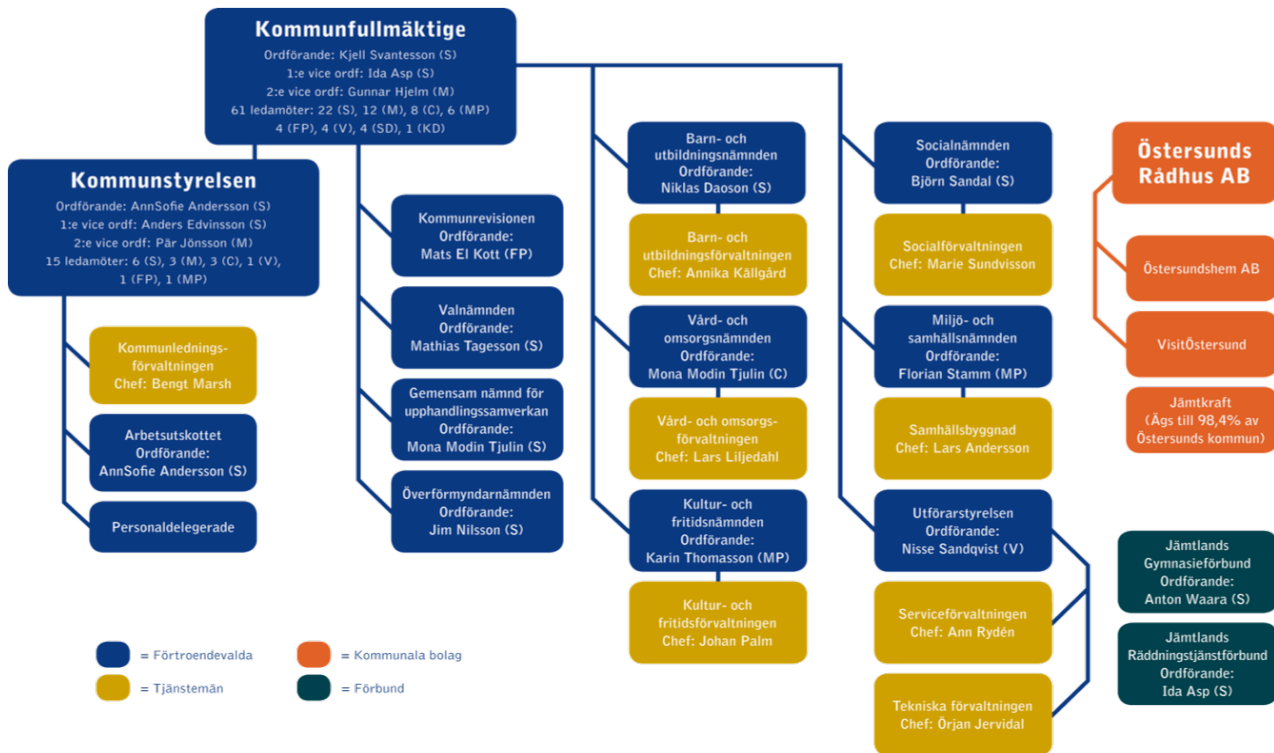 Kommunfullmäktige
Ordförande: Kjell Svantesson (S)
1:e vice ordf: Ida Asp (S)
2:e vice ordf: Gunnar Hjelm (M)
61 ledamöter: 22 (S), 12 (M), 8 (C), 6 (MP)
4 (FP), 4 (V), 4 (SD), 1 (KD)
Kommunstyrelsen
Ordförande: AnnSofie Andersson (S)
1:e vice ordf: Anders Edvinsson (S)
2:e vice ordf: Pär Jönsson (M)
15 ledamöter: 6 (S), 3 (M), 3 (C), 1 (V),
1 (FP), 1 (MP)
Kommunlednings-
förvaltningen
Chef: Bengt Marsh
Arbetsutskottet
Ordförande:
AnnSofie Andersson (S)
Personaldelegerade
Kommunrevisionen
Ordförande:
Mats El Kott (FP)
Valnämnden
Ordförande:
Mathias Tagesson (S)
Gemensam nämnd för
upphandlingssamverkan
Ordförande:
Mona Modin Tjulin (S)
Överförmyndarnämnden
Ordförande:
Jim Nilsson (S)
Barn- och
utbildningsnämnden
Ordförande:
Niklas Daoson (S)
Barn- och
utbildningsförvaltningen
Chef: Annika Källgård
Vård- och
omsorgsnämnden
Ordförande:
Mona Modin Tjulin (C)
Vård- och omsorgs-
förvaltningen
Chef: Lars Liljedahl
Kultur- och
fritidsnämnden
Ordförande:
Karin Thomasson (MP)
Kultur- och
fritidsförvaltningen
Chef: Johan Palm
Socialnämnden
Ordförande:
Björn Sandal (S)
Socialförvaltningen
Chef: Marie Sundvisson
Miljö- och
samhällsnämnden
Ordförande:
Florian Stamm (MP)
Samhällsbyggnad
Chef: Lars Andersson
Utförarstyrelsen
Ordförande:
Nisse Sandqvist (V)
Serviceförvaltningen
Chef: Ann Rydén
Tekniska förvaltningen
Chef: Örjan Jervidal
Östersunds
Rådhus AB
Östersundshem AB
VisitÖstersund
Jämtkraft
(Ägs till 98,4% av
Östersunds kommun)
Jämtlands
Gymnasieförbund
Ordförande:
Anton Waara (S)
Jämtlands
Räddningstjänstförbund
Ordförande:
Ida Asp (S)
= Förtroendevalda
= Tjänstemän
= Kommunala bolag
= Förbund